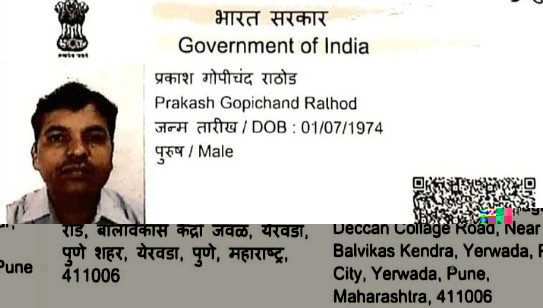 भारत सरकार
Government of India
प्रकाश गोपीचंद राठोड
Prakash Gopichand Rathod
जन्म तारीख / DOB : 01/07/1974
पुरुष / Male
रोड, बालविकास केंद्रा जवळ, येरवडा,
पुणे शहर, येरवडा, पुणे, महाराष्ट्र,
411006
Pune
Deccan Collage Road, Near
Balvikas Kendra, Yerwada,
City, Yerwada, Pune,
Maharashtra, 411006